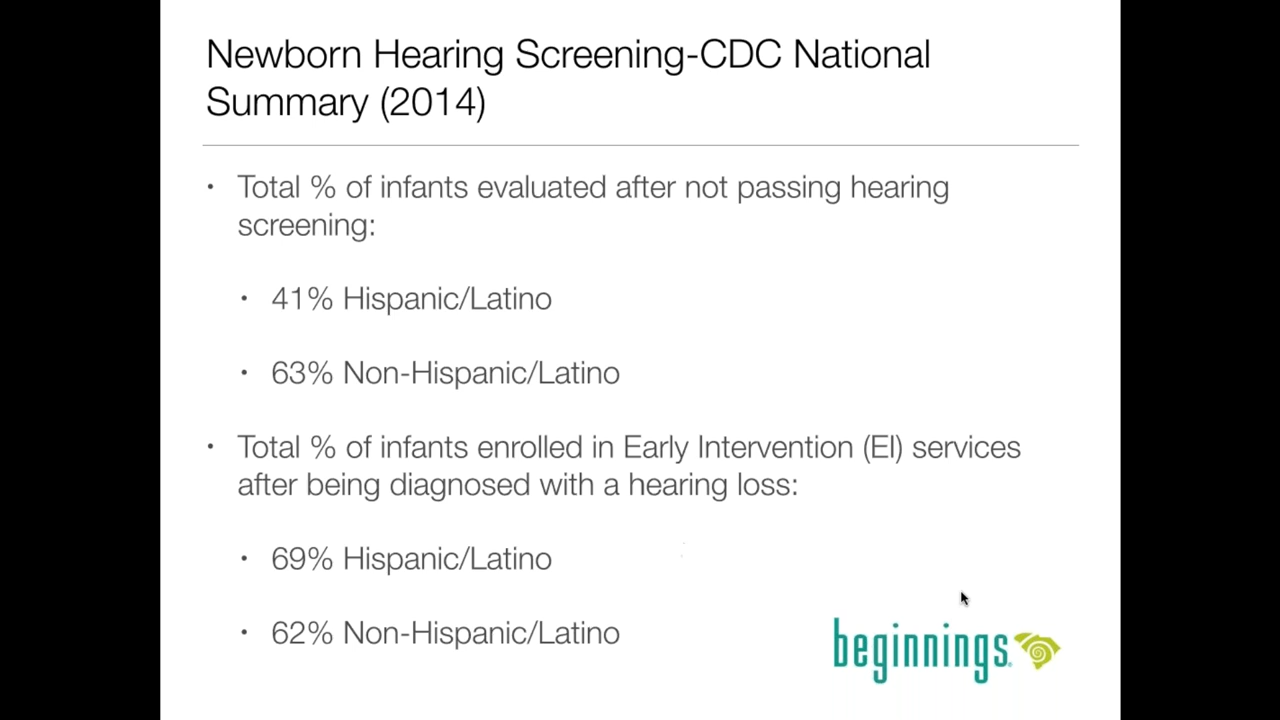 Newborn Hearing Screening-CDC National
Summary (2014)
• Total % of infants evaluated after not passing hearing
screening:
• 41% Hispanic/Latino
• 63% Non-Hispanic/Latino
• Total % of infants enrolled in Early Intervention (EI) services
after being diagnosed with a hearing loss:
• 69% Hispanic/Latino
• 62% Non-Hispanic/Latino
beginnings®